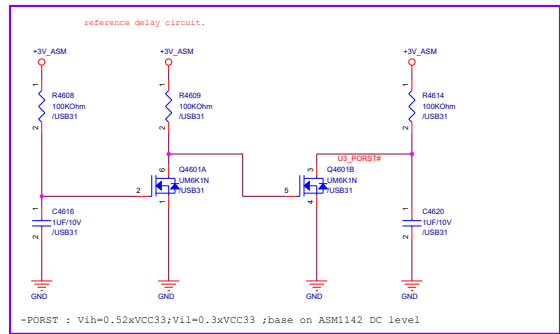 reference delay circuit.
+3V_ASM +3V_ASM +3V_ASM
1 1 1
R4608 R4609 R4614
100KOhm 100KOhm 100KOhm
/USB31 /USB31 /USB31
2 2 2
U3_PORST#
6 Q4601A 3 Q4601B
UM6K1N UM6K1N
2 /USB31 5 /USB31
1 4
1 C4616 1 C4620
1UF/10V 1UF/10V
2 /USB31 2 /USB31
GND GND GND GND
-PORST : Vih=0.52xVCC33;Vil=0.3xVCC33 ;base on ASM1142 DC level